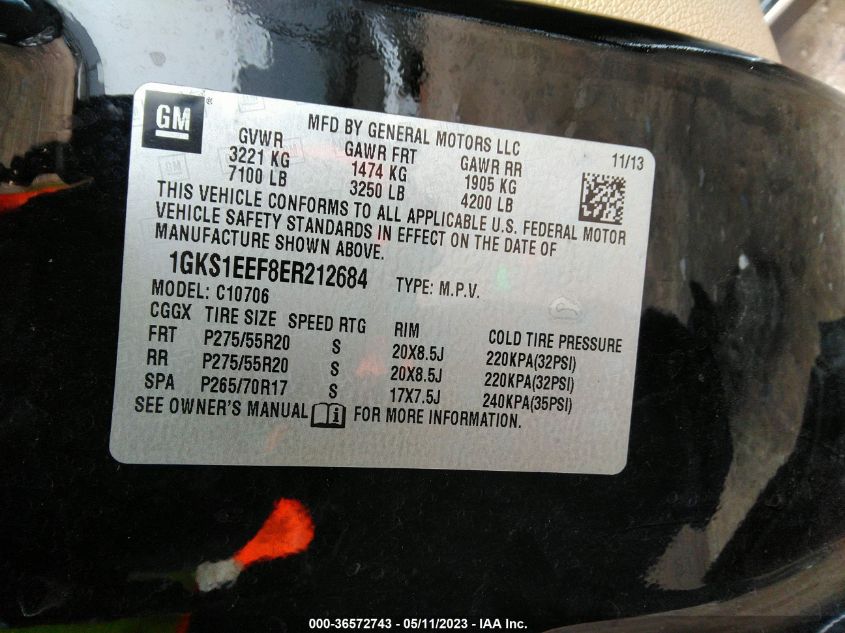 GM
MFD BY GENERAL MOTORS LLC 11/13
GVWR GAWR FRT GAWR RR
3221 KG 1474 KG 1905 KG
7100 LB 3250 LB 4200 LB
THIS VEHICLE CONFORMS TO ALL APPLICABLE U.S. FEDERAL MOTOR
VEHICLE SAFETY STANDARDS IN EFFECT ON THE DATE OF
MANUFACTURE SHOWN ABOVE.
1GKS1EEF8ER212684 TYPE: M.P.V.
MODEL: C10706
CGGX TIRE SIZE SPEED RTG RIM COLD TIRE PRESSURE
FRT P275/55R20 S 20X8.5J 220KPA(32PSI)
RR P275/55R20 S 20X8.5J 220KPA(32PSI)
SPA P265/70R17 S 17X7.5J 240KPA(35PSI)
SEE OWNER'S MANUAL FOR MORE INFORMATION.
000-36572743 - 05/11/2023 - IAA Inc.